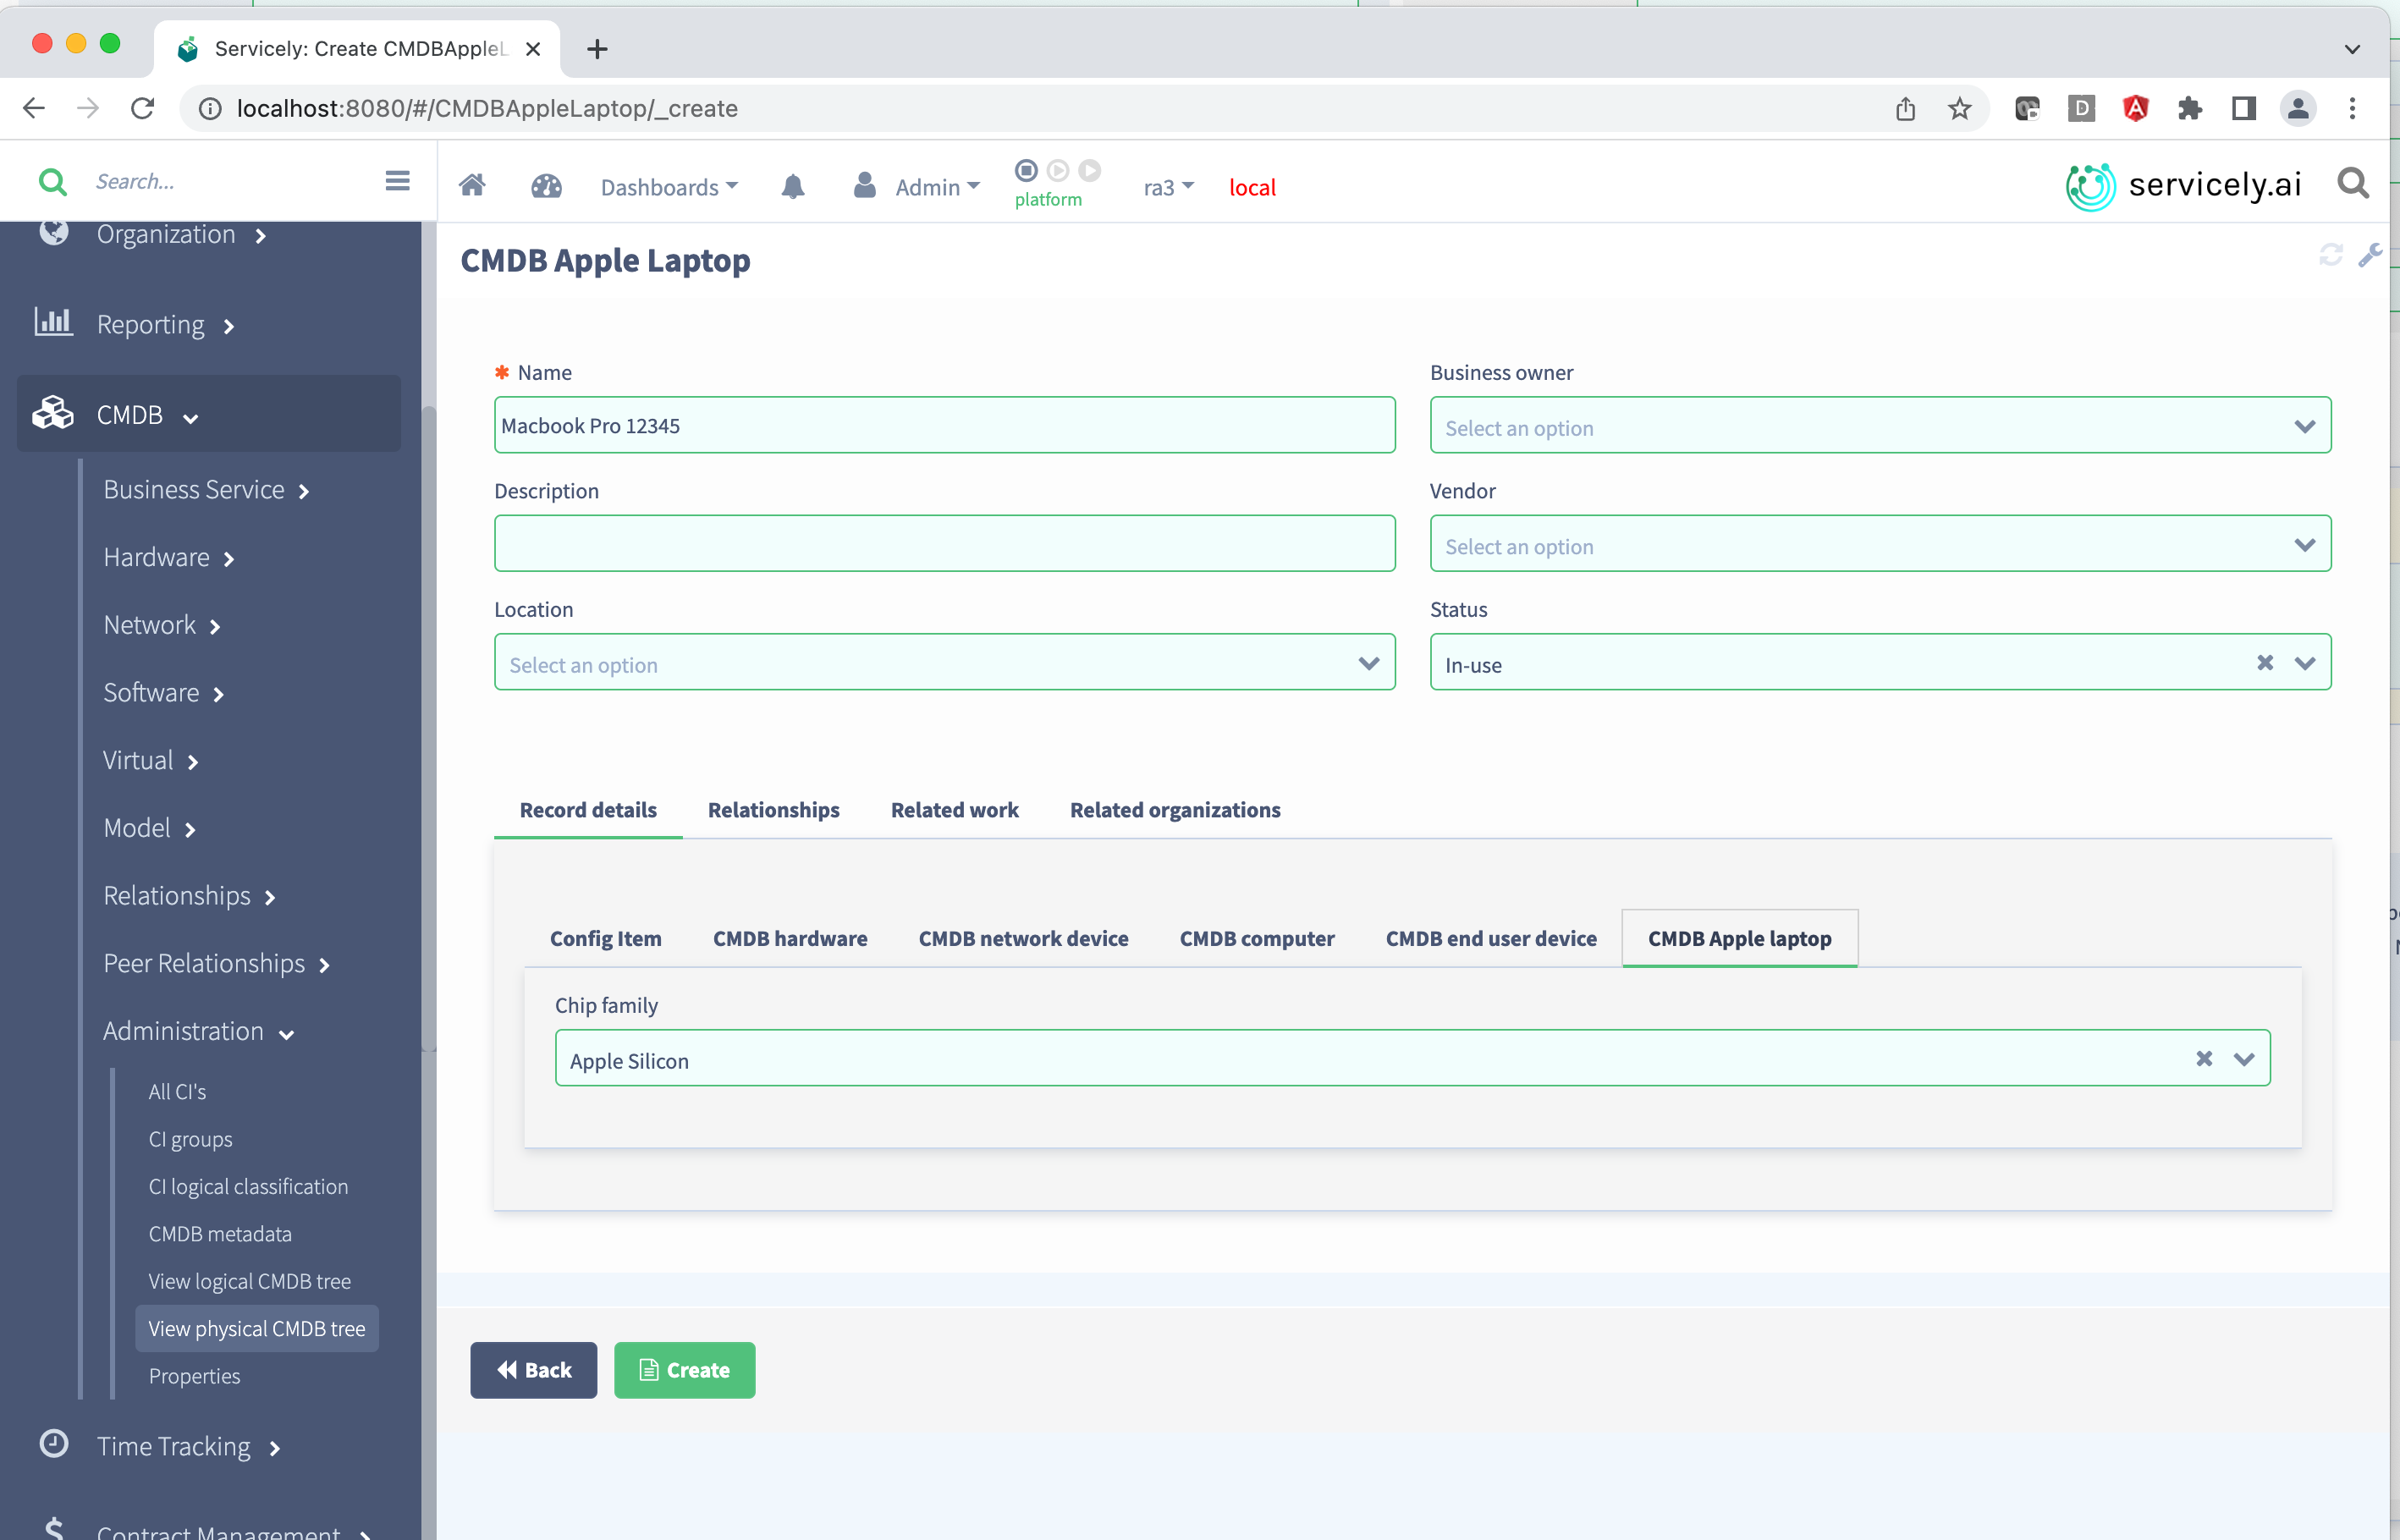 Servicely: Create CMDBAppleL
localhost:8080/#/CMDBAppleLaptop/_create
D
Search...
Dashboards
Admin
platform
ra3
local
servicely.ai
Organization
Reporting
CMDB
Business Service
Hardware
Network
Software
Virtual
Model
Relationships
Peer Relationships
Administration
All CI's
CI groups
CI logical classification
CMDB metadata
View logical CMDB tree
View physical CMDB tree
Properties
Time Tracking
Contract Management
CMDB Apple Laptop
* Name
Macbook Pro 12345
Business owner
Select an option
Description
Vendor
Select an option
Location
Select an option
Status
In-use
Record details Relationships Related work Related organizations
Config Item CMDB hardware CMDB network device CMDB computer CMDB end user device CMDB Apple laptop
Chip family
Apple Silicon
Back Create